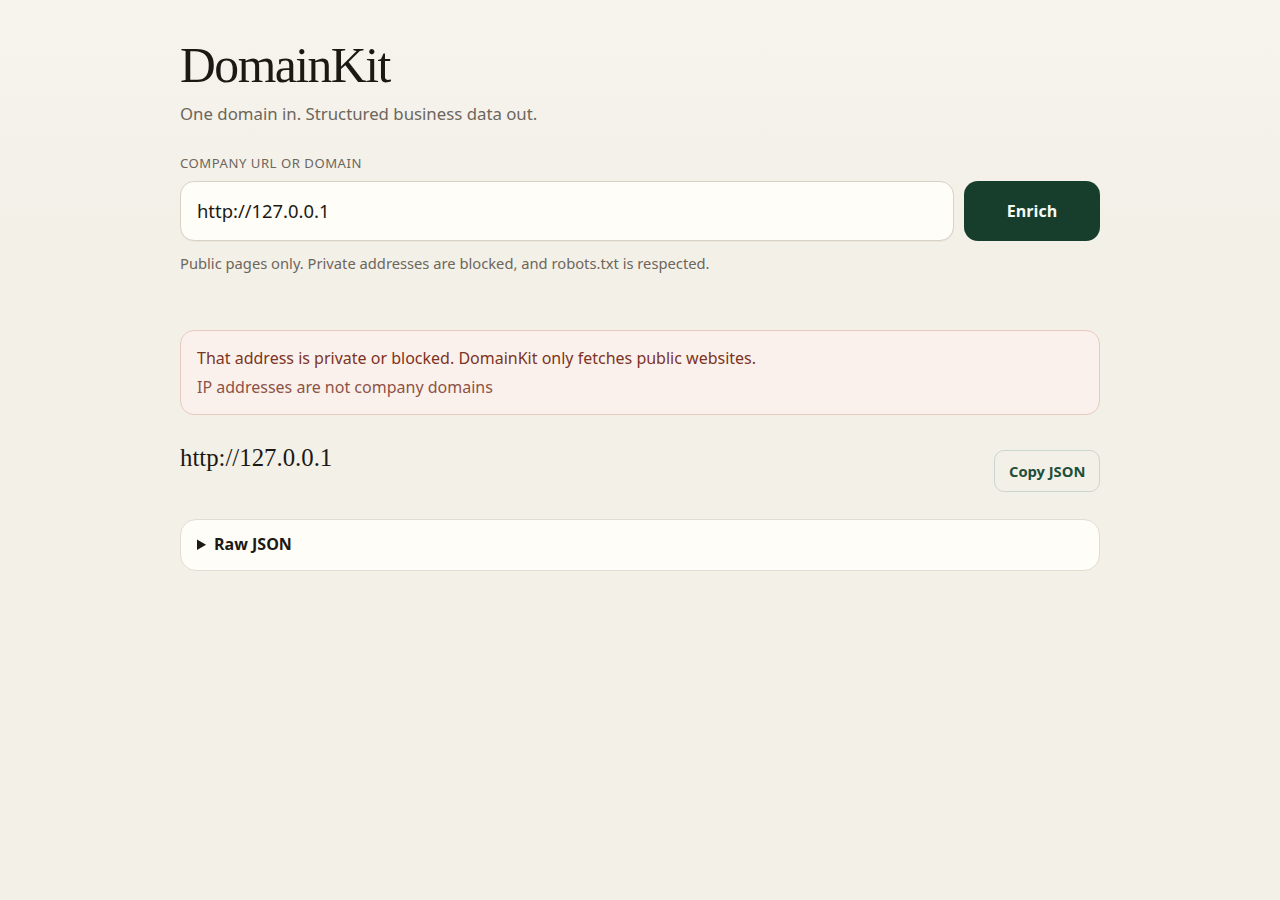 DomainKit
One domain in. Structured business data out.
COMPANY URL OR DOMAIN
http://127.0.0.1
Enrich
Public pages only. Private addresses are blocked, and robots.txt is respected.
That address is private or blocked. DomainKit only fetches public websites.
IP addresses are not company domains
http://127.0.0.1
Copy JSON
Raw JSON